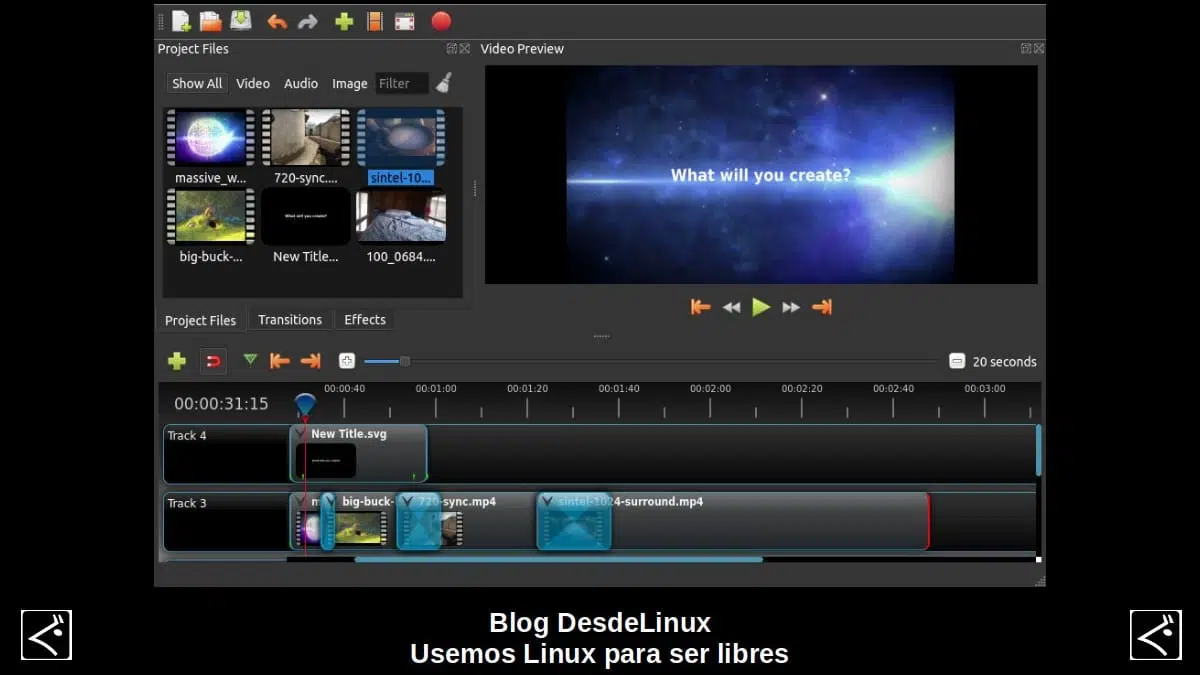 Project Files
Video Preview
Show All Video Audio Image Filter
massive_w... 720-sync.... sintel-10...
What will you create?
What will you create?
big-buck-... New Title... 100_0684....
Project Files Transitions Effects
20 seconds
00:00:31:15
00:00:40 00:01:00 00:01:20 00:01:40 00:02:00 00:02:20 00:02:40 00:03:00
Track 4
New Title.svg
Track 3
m big-buck- 720-sync.mp4 sintel-1024-surround.mp4
Blog DesdeLinux
Usemos Linux para ser libres